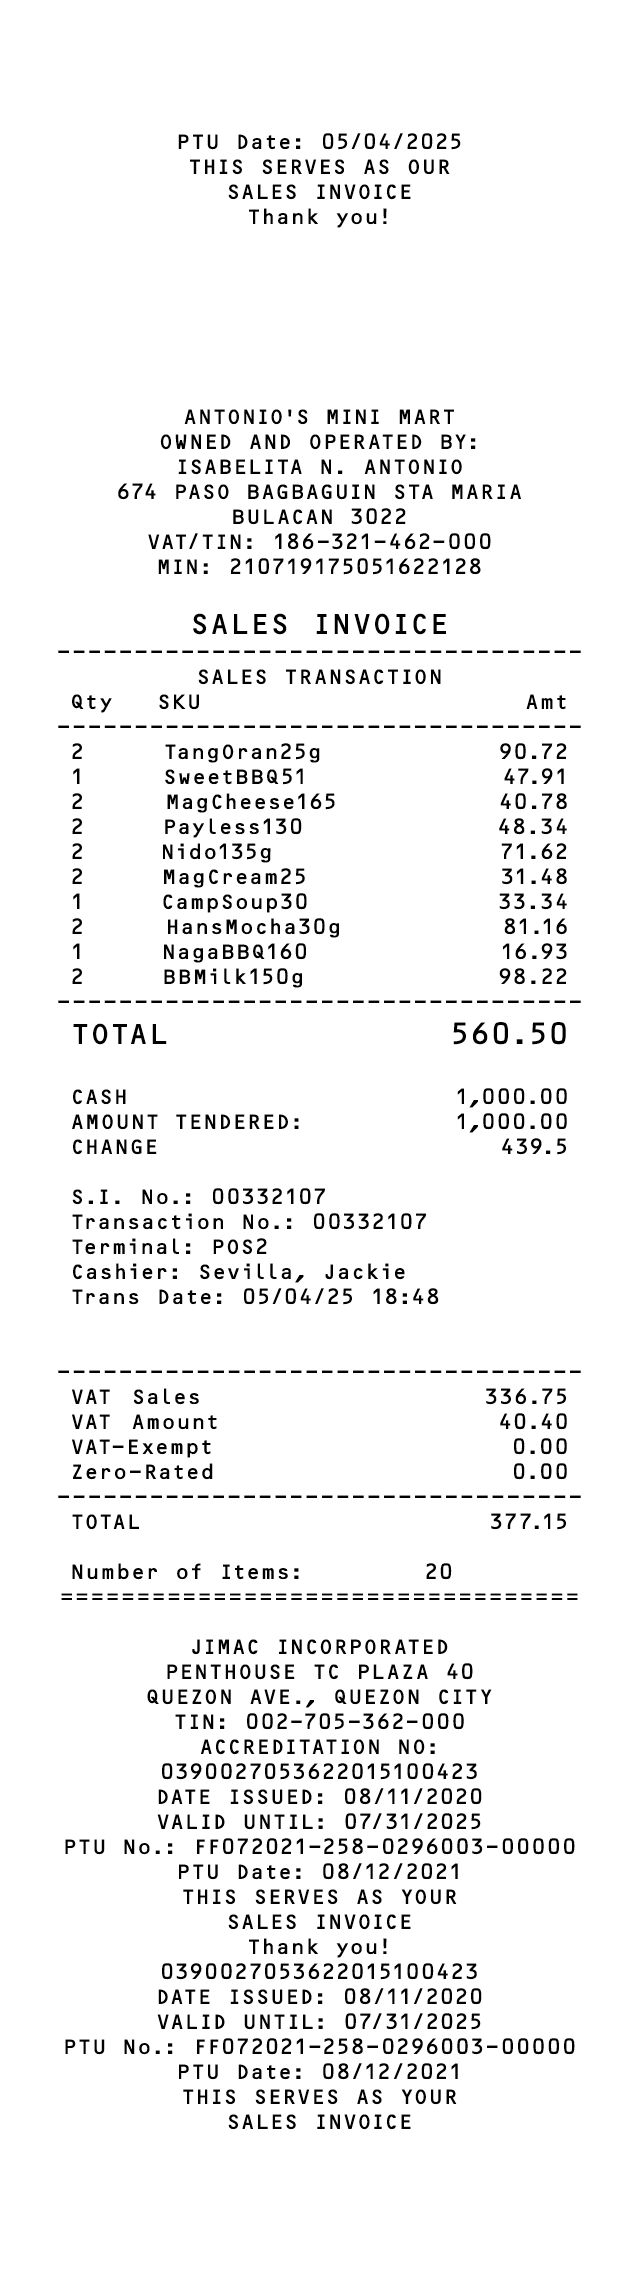 PTU Date: 05/04/2025
THIS SERVES AS OUR
SALES INVOICE
Thank you!
ANTONIO'S MINI MART
OWNED AND OPERATED BY:
ISABELITA N. ANTONIO
674 PASO BAGBAGUIN STA MARIA
BULACAN 3022
VAT/TIN: 186-321-462-000
MIN: 210719175051622128
SALES INVOICE
----------------------------------
SALES TRANSACTION
Qty SKU Amt
----------------------------------
2 TangOran25g 90.72
1 SweetBBQ51 47.91
2 MagCheese165 40.78
2 Payless130 48.34
2 Nido135g 71.62
2 MagCream25 31.48
1 CampSoup30 33.34
2 HansMocha30g 81.16
1 NagaBBQ160 16.93
2 BBMilk150g 98.22
----------------------------------
TOTAL 560.50
CASH 1,000.00
AMOUNT TENDERED: 1,000.00
CHANGE 439.5
S.I. No.: 00332107
Transaction No.: 00332107
Terminal: POS2
Cashier: Sevilla, Jackie
Trans Date: 05/04/25 18:48
----------------------------------
VAT Sales 336.75
VAT Amount 40.40
VAT-Exempt 0.00
Zero-Rated 0.00
----------------------------------
TOTAL 377.15
Number of Items: 20
==================================
JIMAC INCORPORATED
PENTHOUSE TC PLAZA 40
QUEZON AVE., QUEZON CITY
TIN: 002-705-362-000
ACCREDITATION NO:
0390027053622015100423
DATE ISSUED: 08/11/2020
VALID UNTIL: 07/31/2025
PTU No.: FF072021-258-0296003-00000
PTU Date: 08/12/2021
THIS SERVES AS YOUR
SALES INVOICE
Thank you!
0390027053622015100423
DATE ISSUED: 08/11/2020
VALID UNTIL: 07/31/2025
PTU No.: FF072021-258-0296003-00000
PTU Date: 08/12/2021
THIS SERVES AS YOUR
SALES INVOICE